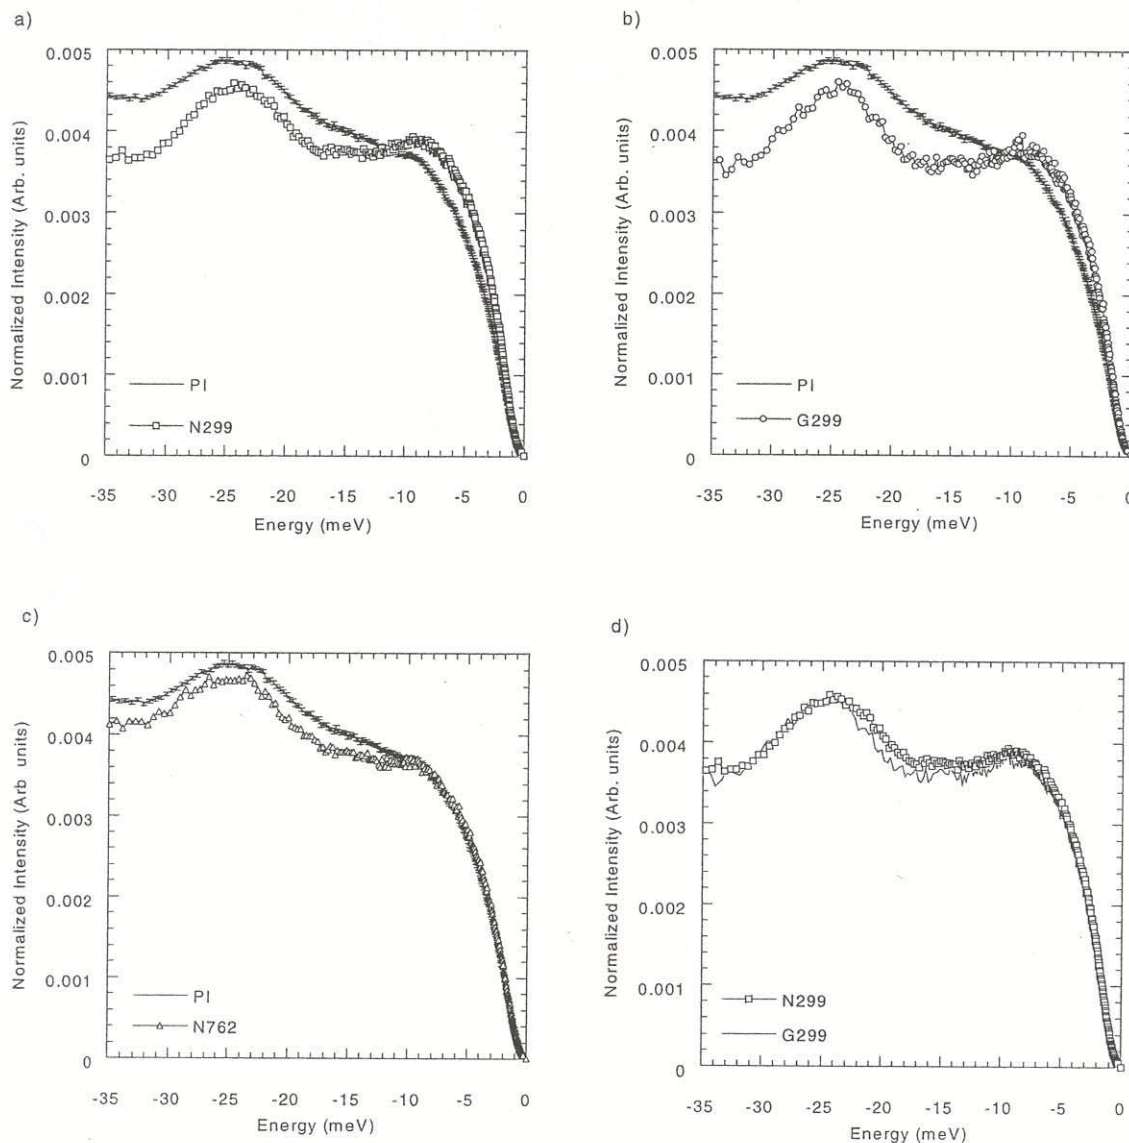 a)
Normalized Intensity (Arb. units)
0.005
0.004
0.003
0.002
0.001
0
PI
N299
-35 -30 -25 -20 -15 -10 -5 0
Energy (meV)
b)
Normalized Intensity (Arb. units)
0.005
0.004
0.003
0.002
0.001
0
PI
G299
-35 -30 -25 -20 -15 -10 -5 0
Energy (meV)
c)
Normalized Intensity (Arb units)
0.005
0.004
0.003
0.002
0.001
0
PI
N762
-35 -30 -25 -20 -15 -10 -5 0
Energy (meV)
d)
Normalized Intensity (Arb. units)
0.005
0.004
0.003
0.002
0.001
0
N299
G299
-35 -30 -25 -20 -15 -10 -5 0
Energy (meV)